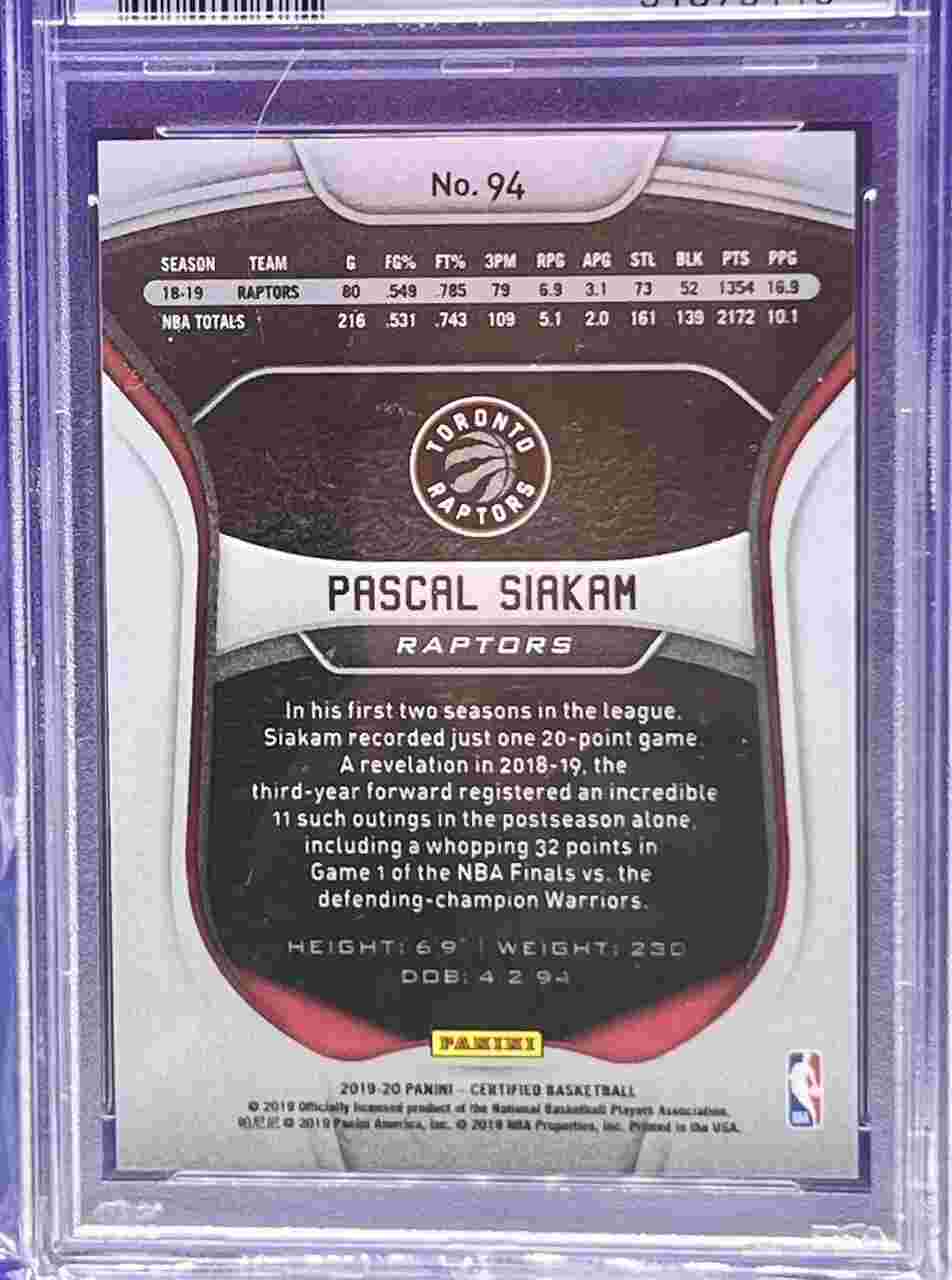 No. 94
SEASON TEAM G FG% FT% 3PM RPG APG STL BLK PTS PPG
18-19 RAPTORS 80 .549 .785 79 6.9 3.1 73 52 1354 16.9
NBA TOTALS 216 .531 .743 109 5.1 2.0 161 139 2172 10.1
TORONTO
RAPTORS
PASCAL SIAKAM
RAPTORS
In his first two seasons in the league,
Siakam recorded just one 20-point game.
A revelation in 2018-19, the
third-year forward registered an incredible
11 such outings in the postseason alone,
including a whopping 32 points in
Game 1 of the NBA Finals vs. the
defending-champion Warriors.
HEIGHT: 6'9" | WEIGHT: 230
DOB: 4 2 94
PANINI
2019-20 PANINI - CERTIFIED BASKETBALL
© 2019 Officially licensed product of the National Basketball Players Association.
© 2019 Panini America, Inc. © 2019 NBA Properties, Inc. Printed in the USA.
NBA